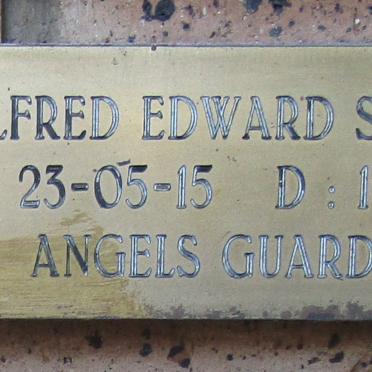 LFRED EDWARD S
23-05-15 D: 1
ANGELS GUARD